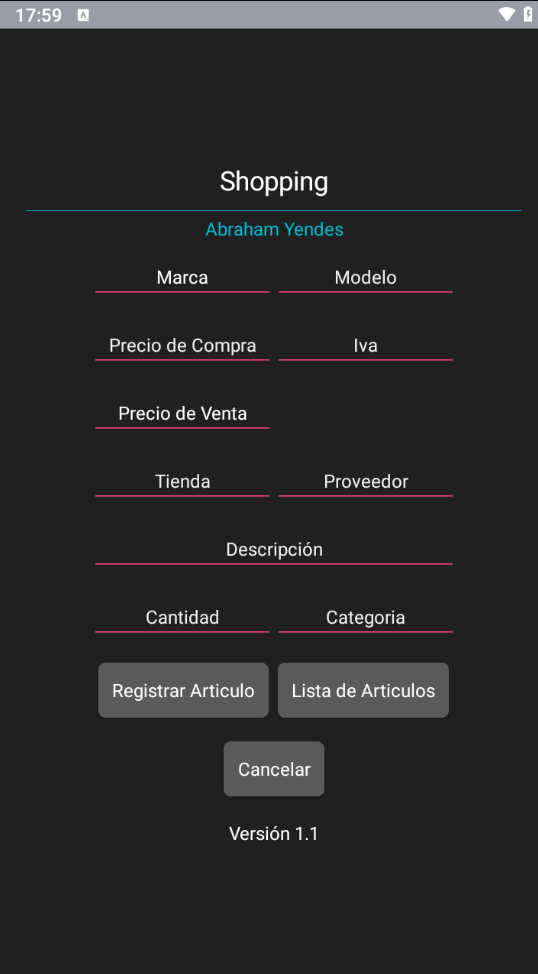 17:59
Shopping
Abraham Yendes
Marca Modelo
Precio de Compra Iva
Precio de Venta
Tienda Proveedor
Descripción
Cantidad Categoria
Registrar Articulo Lista de Articulos
Cancelar
Versión 1.1